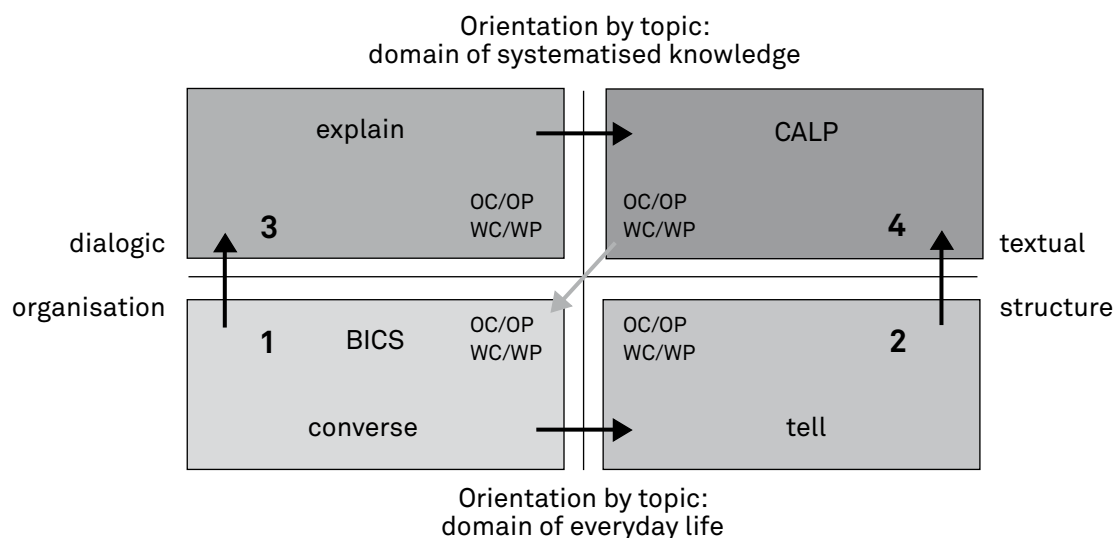 Orientation by topic:
domain of systematised knowledge
explain
CALP
OC/OP
WC/WP
3
OC/OP
WC/WP
4
dialogic
textual
organisation
structure
1
BICS
OC/OP
WC/WP
OC/OP
WC/WP
2
converse
tell
Orientation by topic:
domain of everyday life